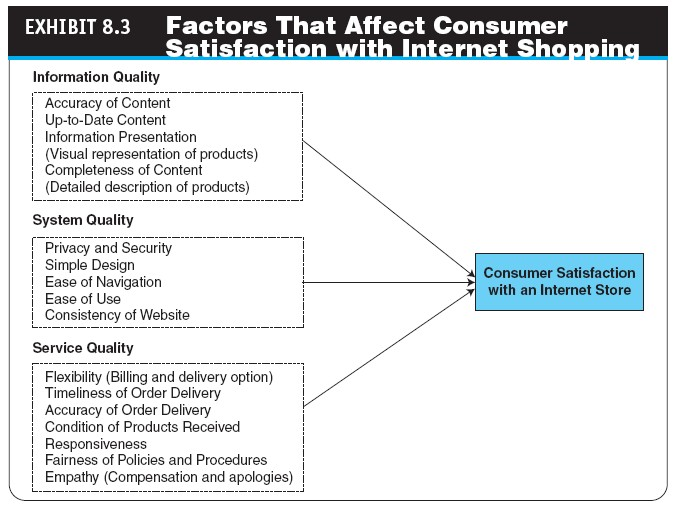 EXHIBIT 8.3
Factors That Affect Consumer
Satisfaction with Internet Shopping
Information Quality
Accuracy of Content
Up-to-Date Content
Information Presentation
(Visual representation of products)
Completeness of Content
(Detailed description of products)
System Quality
Privacy and Security
Simple Design
Ease of Navigation
Ease of Use
Consistency of Website
Service Quality
Flexibility (Billing and delivery option)
Timeliness of Order Delivery
Accuracy of Order Delivery
Condition of Products Received
Responsiveness
Fairness of Policies and Procedures
Empathy (Compensation and apologies)
Consumer Satisfaction
with an Internet Store